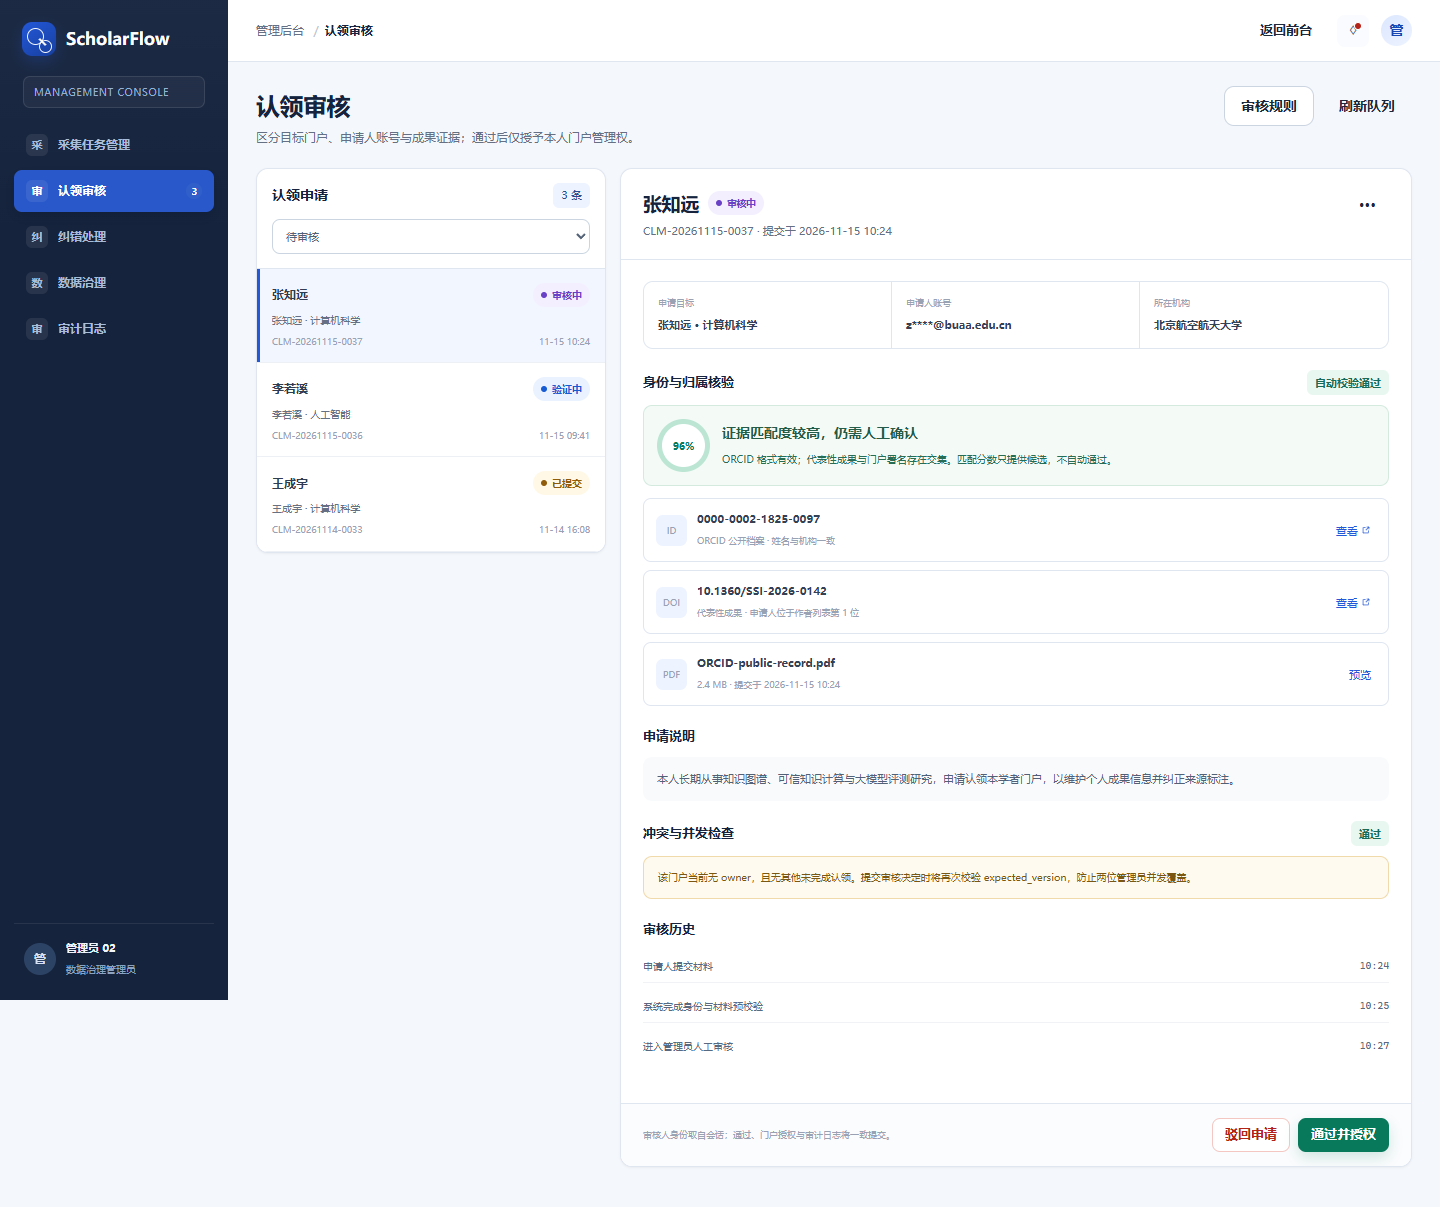 ScholarFlow
MANAGEMENT CONSOLE
采 采集任务管理
审 认领审核 3
纠 纠错处理
数 数据治理
审 审计日志
管 管理员 02
数据治理管理员
管理后台 / 认领审核
返回前台
管
认领审核
区分目标门户、申请人账号与成果证据；通过后仅授予本人门户管理权。
审核规则
刷新队列
认领申请 3 条
待审核
张知远 审核中
张知远 · 计算机科学
CLM-20261115-0037 11-15 10:24
李若溪 验证中
李若溪 · 人工智能
CLM-20261115-0036 11-15 09:41
王成宇 已提交
王成宇 · 计算机科学
CLM-20261114-0033 11-14 16:08
张知远 审核中
•••
CLM-20261115-0037 · 提交于 2026-11-15 10:24
申请目标
张知远 • 计算机科学
申请人账号
z****@buaa.edu.cn
所在机构
北京航空航天大学
身份与归属核验 自动校验通过
96%
证据匹配度较高，仍需人工确认
ORCID 格式有效；代表性成果与门户署名存在交集。匹配分数只提供候选，不自动通过。
ID
0000-0002-1825-0097
ORCID 公开档案 · 姓名与机构一致
查看
DOI
10.1360/SSI-2026-0142
代表性成果 · 申请人位于作者列表第 1 位
查看
PDF
ORCID-public-record.pdf
2.4 MB · 提交于 2026-11-15 10:24
预览
申请说明
本人长期从事知识图谱、可信知识计算与大模型评测研究，申请认领本学者门户，以维护个人成果信息并纠正来源标注。
冲突与并发检查 通过
该门户当前无 owner，且无其他未完成认领。提交审核决定时将再次校验 expected_version，防止两位管理员并发覆盖。
审核历史
申请人提交材料 10:24
系统完成身份与材料预校验 10:25
进入管理员人工审核 10:27
审核人身份取自会话；通过、门户授权与审计日志将一致提交。
驳回申请
通过并授权